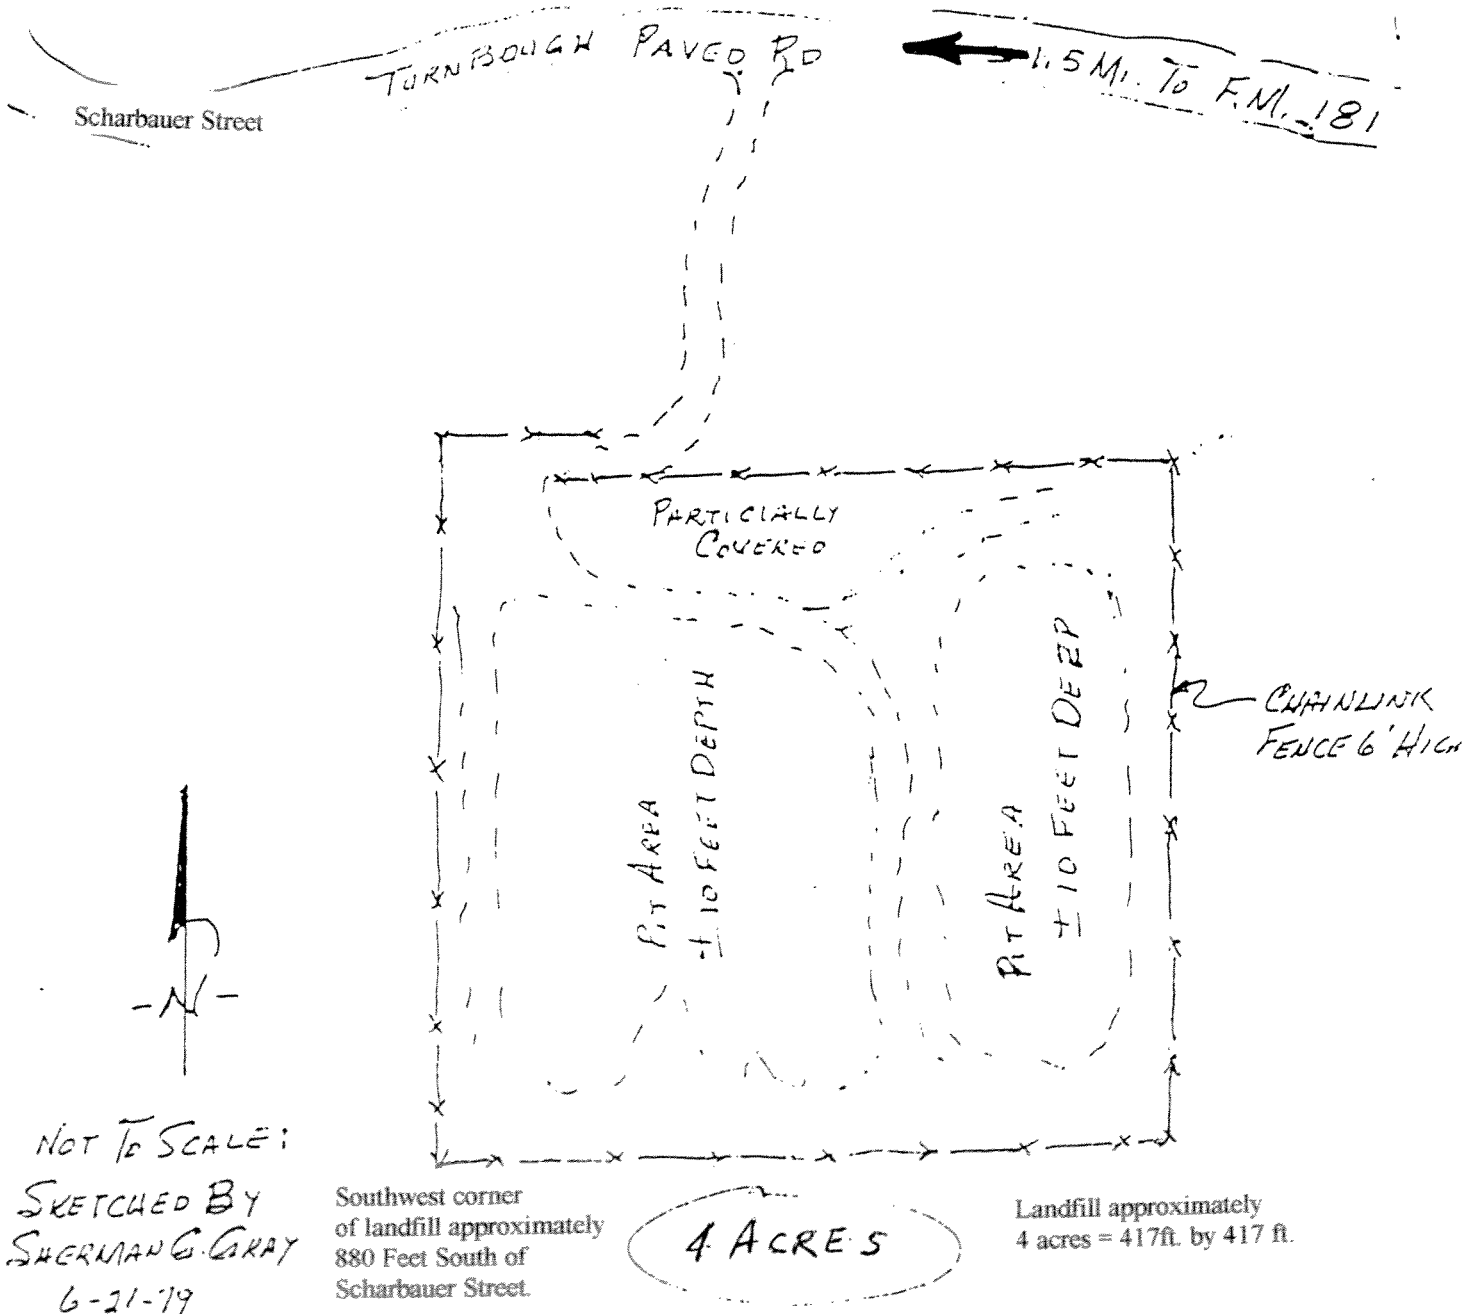 TURNBOUGH PAVED RD
1.5 MI. TO F.M. 181
Scharbauer Street
PARTICIALLY
COVERED
PIT AREA
± 10 FEET DEPTH
PIT AREA
± 10 FEET DEEP
CHAINLINK
FENCE 6' HIGH
-N-
NOT TO SCALE:
SKETCHED BY
SHERMAN G. GRAY
6-21-79
Southwest corner
of landfill approximately
880 Feet South of
Scharbauer Street.
4 ACRES
Landfill approximately
4 acres = 417ft. by 417 ft.